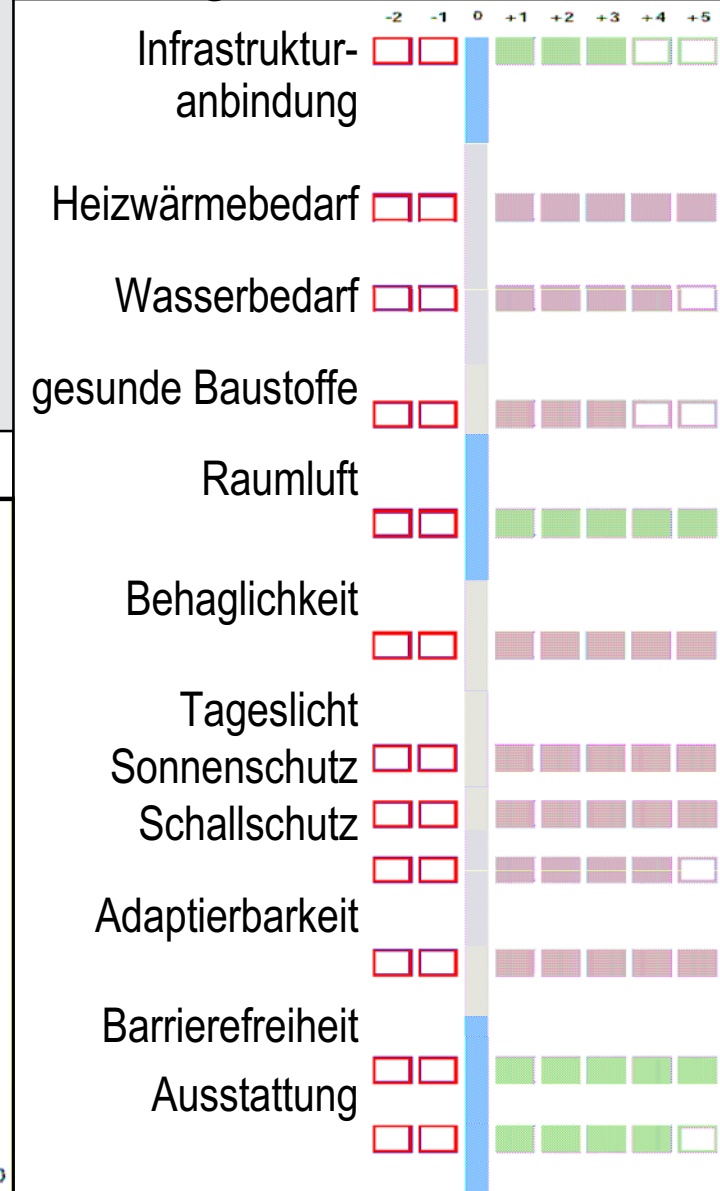 -2 -1 0 +1 +2 +3 +4 +5
Infrastruktur-
anbindung
Heizwärmebedarf
Wasserbedarf
gesunde Baustoffe
Raumluft
Behaglichkeit
Tageslicht
Sonnenschutz
Schallschutz
Adaptierbarkeit
Barrierefreiheit
Ausstattung